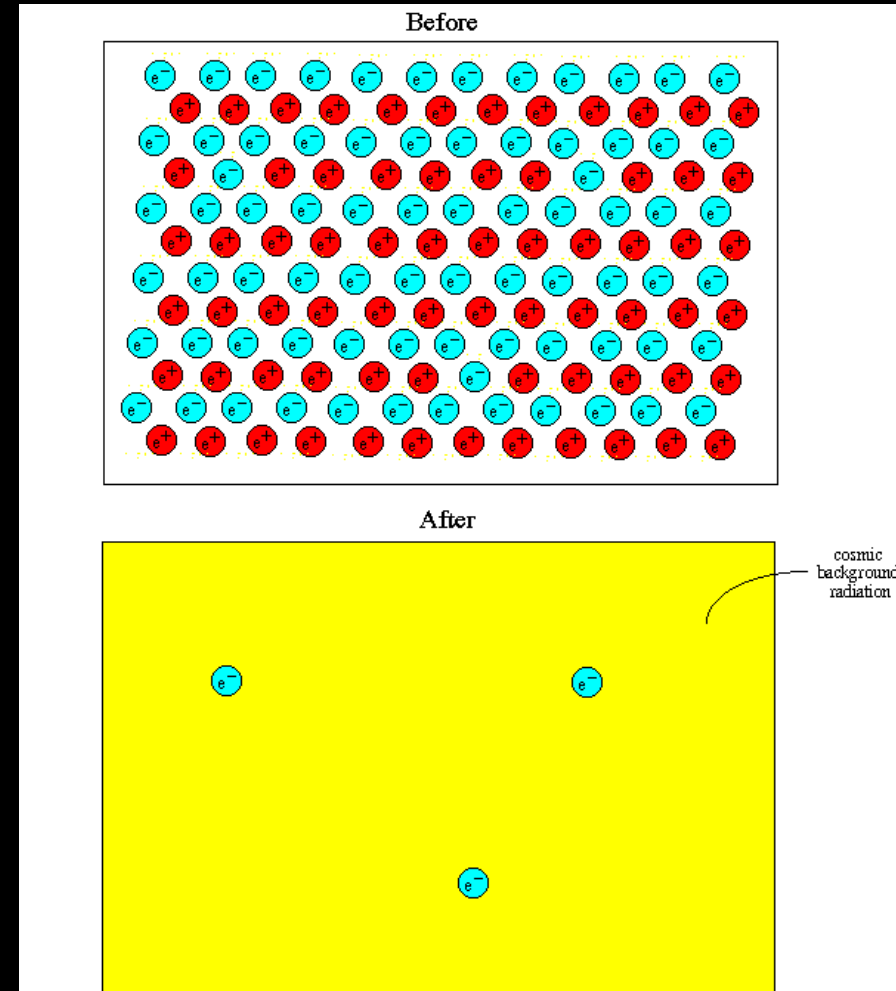 Before
e− e− e− e− e− e− e− e− e− e− e− e−
e+ e+ e+ e+ e+ e+ e+ e+ e+ e+ e+ e+
e− e− e− e− e− e− e− e− e− e− e− e−
e+ e− e+ e+ e+ e+ e+ e+ e− e+ e+ e+
e− e− e− e− e− e− e− e− e− e− e− e−
e+ e+ e+ e+ e+ e+ e+ e+ e+ e+ e+ e+
e− e− e− e− e− e− e− e− e− e− e− e−
e+ e+ e+ e+ e+ e+ e+ e+ e+ e+ e+ e+
e− e− e− e− e− e− e− e− e− e− e− e−
e+ e+ e+ e+ e+ e+ e− e+ e+ e+ e+ e+
e− e− e− e− e− e− e− e− e− e− e− e−
e+ e+ e+ e+ e+ e+ e+ e+ e+ e+ e+ e+
After
cosmic
background
radiation
e− e−
e−